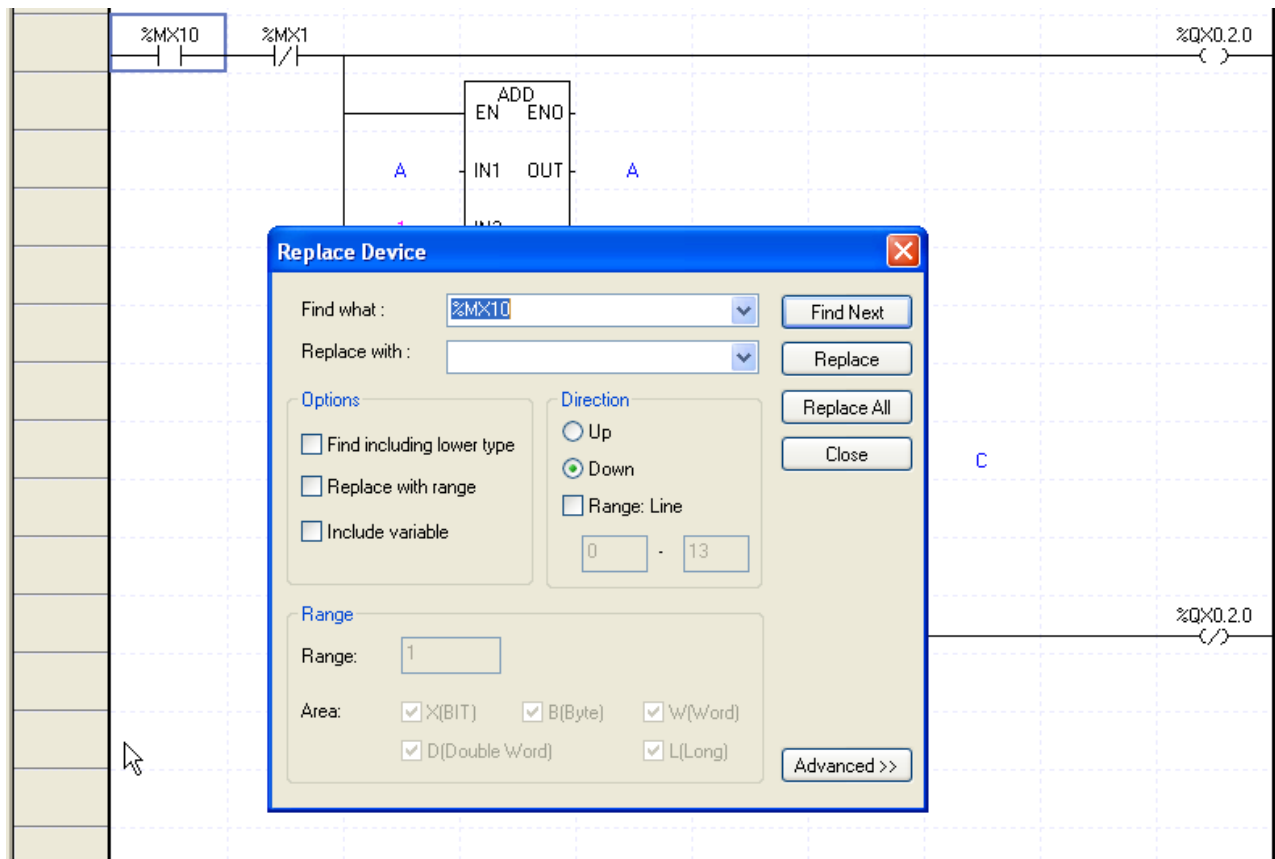 %MX10 %MX1 %QX0.2.0
ADD
EN ENO
A IN1 OUT A
Replace Device
Find what : %MX10 Find Next
Replace with : Replace
Options Direction Replace All
Up
Find including lower type Close C
Down
Replace with range
Range: Line
Include variable
0 - 13
Range %QX0.2.0
Range: 1
Area: X(BIT) B(Byte) W(Word)
D(Double Word) L(Long)
Advanced >>